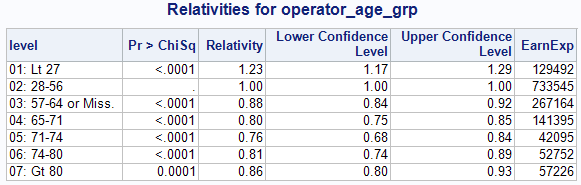 Relativities for operator_age_grp
level Pr > ChiSq Relativity Lower Confidence Level Upper Confidence Level EarnExp
01: Lt 27 <.0001 1.23 1.17 1.29 129492
02: 28-56 . 1.00 1.00 1.00 733545
03: 57-64 or Miss. <.0001 0.88 0.84 0.92 267164
04: 65-71 <.0001 0.80 0.75 0.85 141395
05: 71-74 <.0001 0.76 0.68 0.84 42095
06: 74-80 <.0001 0.81 0.74 0.89 52752
07: Gt 80 0.0001 0.86 0.80 0.93 57226